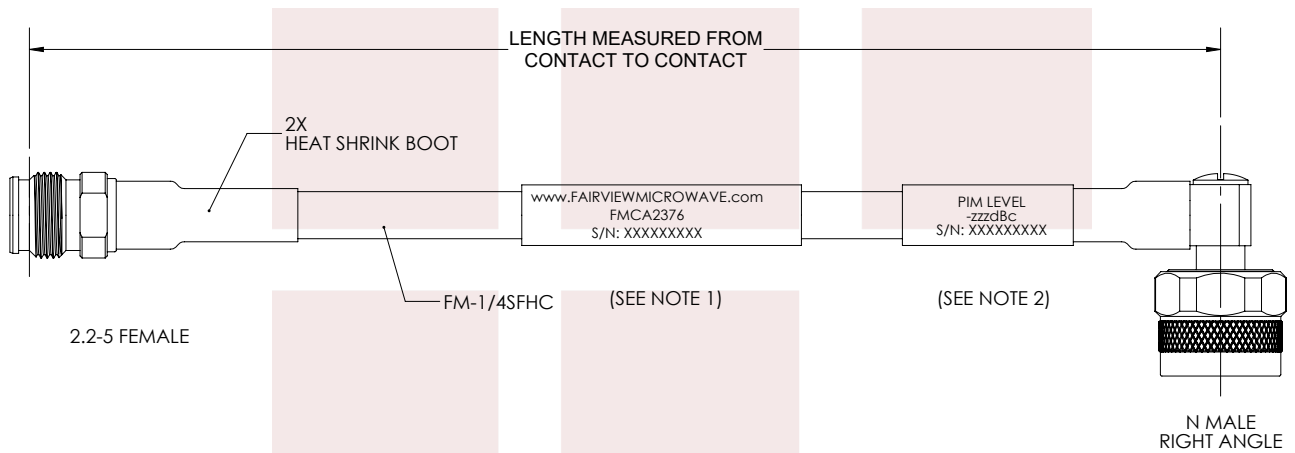 LENGTH MEASURED FROM
CONTACT TO CONTACT
2X
HEAT SHRINK BOOT
www.FAIRVIEWMICROWAVE.com
FMCA2376
S/N: XXXXXXXXX
PIM LEVEL
-zzzdBc
S/N: XXXXXXXXX
FM-1/4SFHC
(SEE NOTE 1)
(SEE NOTE 2)
2.2-5 FEMALE
N MALE
RIGHT ANGLE